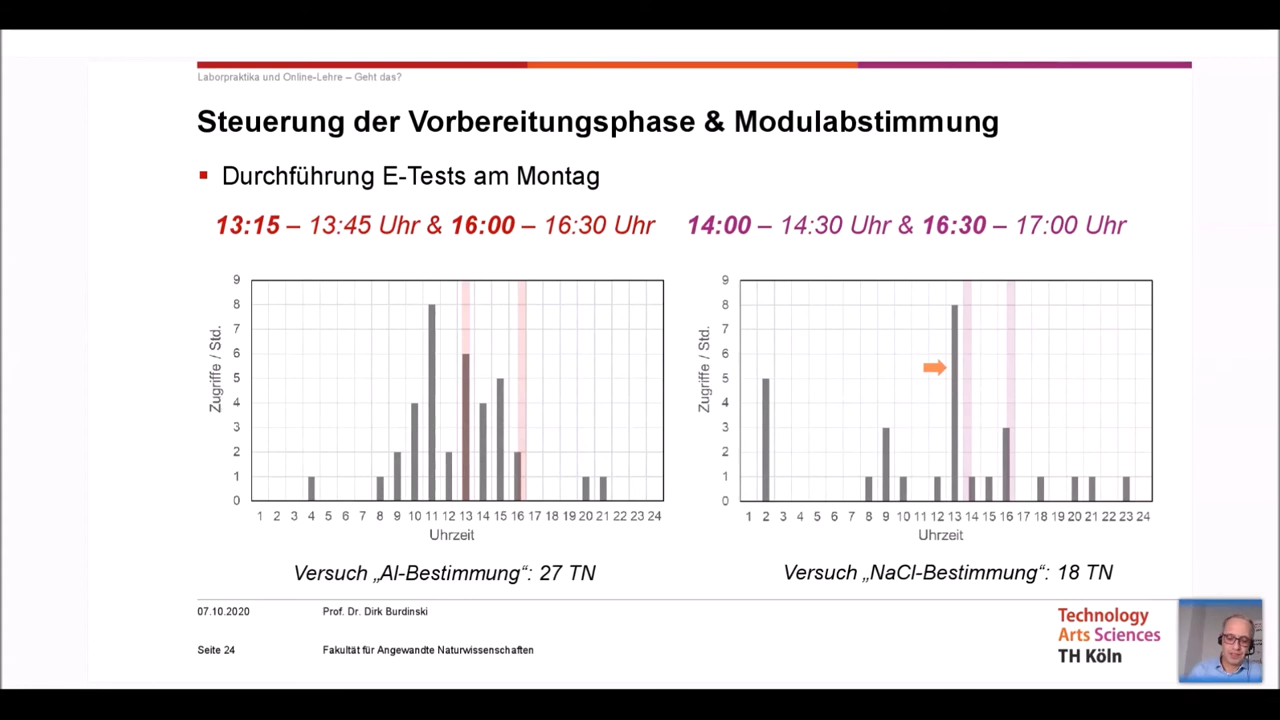 Laborpraktika und Online-Lehre – Geht das?
Steuerung der Vorbereitungsphase & Modulabstimmung
Durchführung E-Tests am Montag
13:15 – 13:45 Uhr & 16:00 – 16:30 Uhr
14:00 – 14:30 Uhr & 16:30 – 17:00 Uhr
9
8
7
6
5
4
3
2
1
0
Zugriffe / Std.
1 2 3 4 5 6 7 8 9 10 11 12 13 14 15 16 17 18 19 20 21 22 23 24
Uhrzeit
Versuch „Al-Bestimmung“: 27 TN
9
8
7
6
5
4
3
2
1
0
Zugriffe / Std.
1 2 3 4 5 6 7 8 9 10 11 12 13 14 15 16 17 18 19 20 21 22 23 24
Uhrzeit
Versuch „NaCl-Bestimmung“: 18 TN
07.10.2020
Prof. Dr. Dirk Burdinski
Seite 24
Fakultät für Angewandte Naturwissenschaften
Technology
Arts Sciences
TH Köln